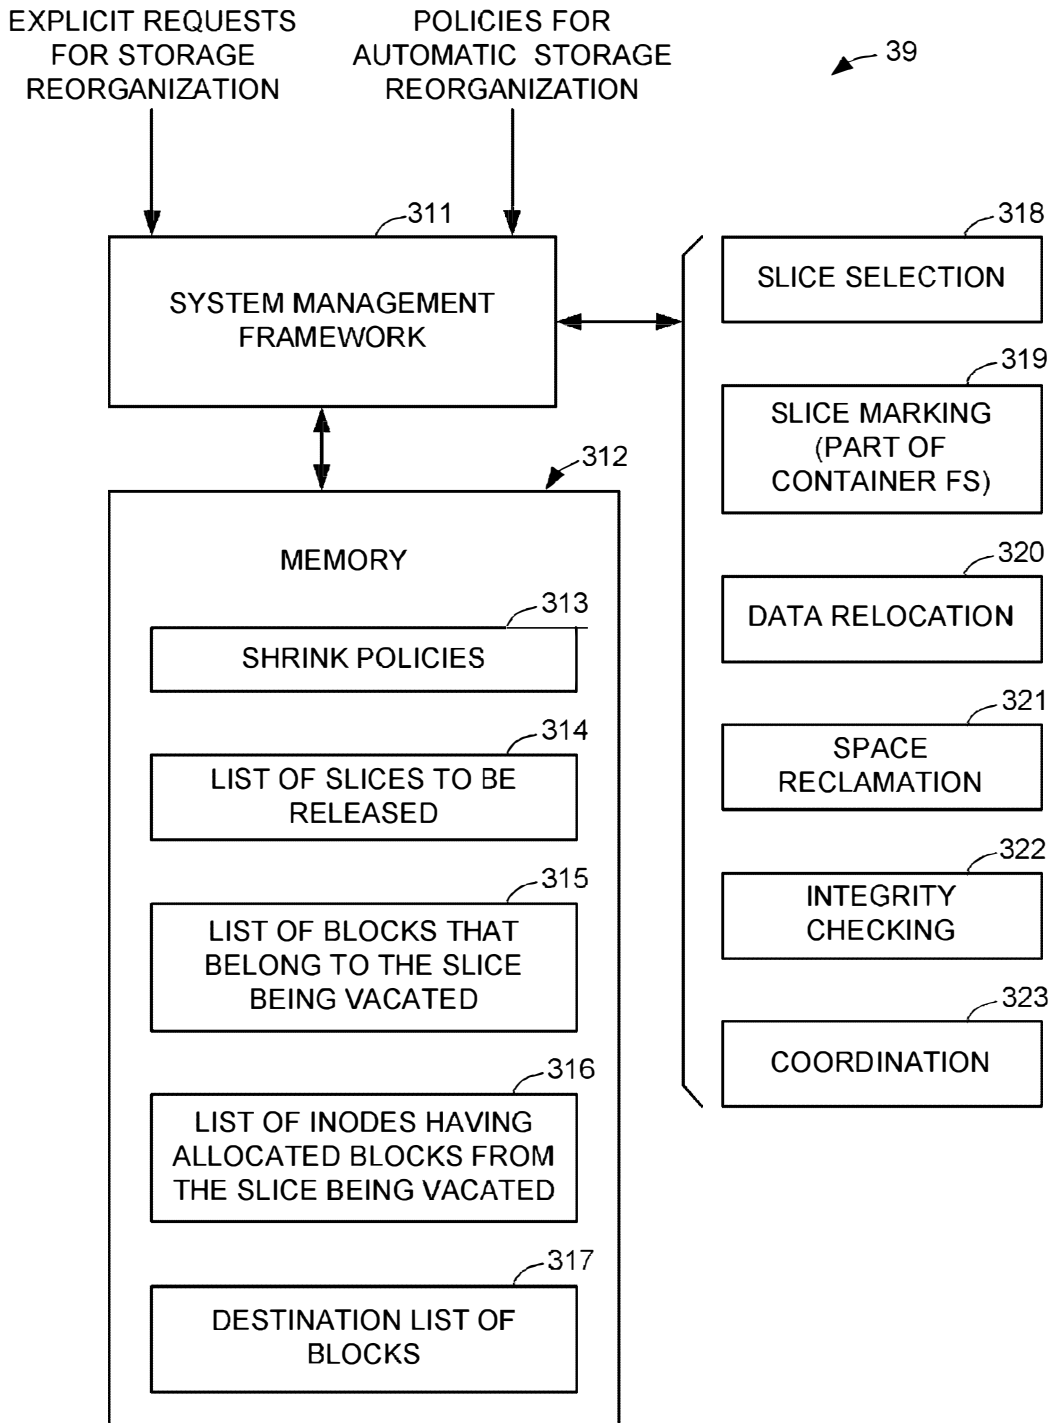 EXPLICIT REQUESTS
FOR STORAGE
REORGANIZATION
POLICIES FOR
AUTOMATIC STORAGE
REORGANIZATION
39
311
SYSTEM MANAGEMENT
FRAMEWORK
312
MEMORY
313
SHRINK POLICIES
314
LIST OF SLICES TO BE
RELEASED
315
LIST OF BLOCKS THAT
BELONG TO THE SLICE
BEING VACATED
316
LIST OF INODES HAVING
ALLOCATED BLOCKS FROM
THE SLICE BEING VACATED
317
DESTINATION LIST OF
BLOCKS
318
SLICE SELECTION
319
SLICE MARKING
(PART OF
CONTAINER FS)
320
DATA RELOCATION
321
SPACE
RECLAMATION
322
INTEGRITY
CHECKING
323
COORDINATION